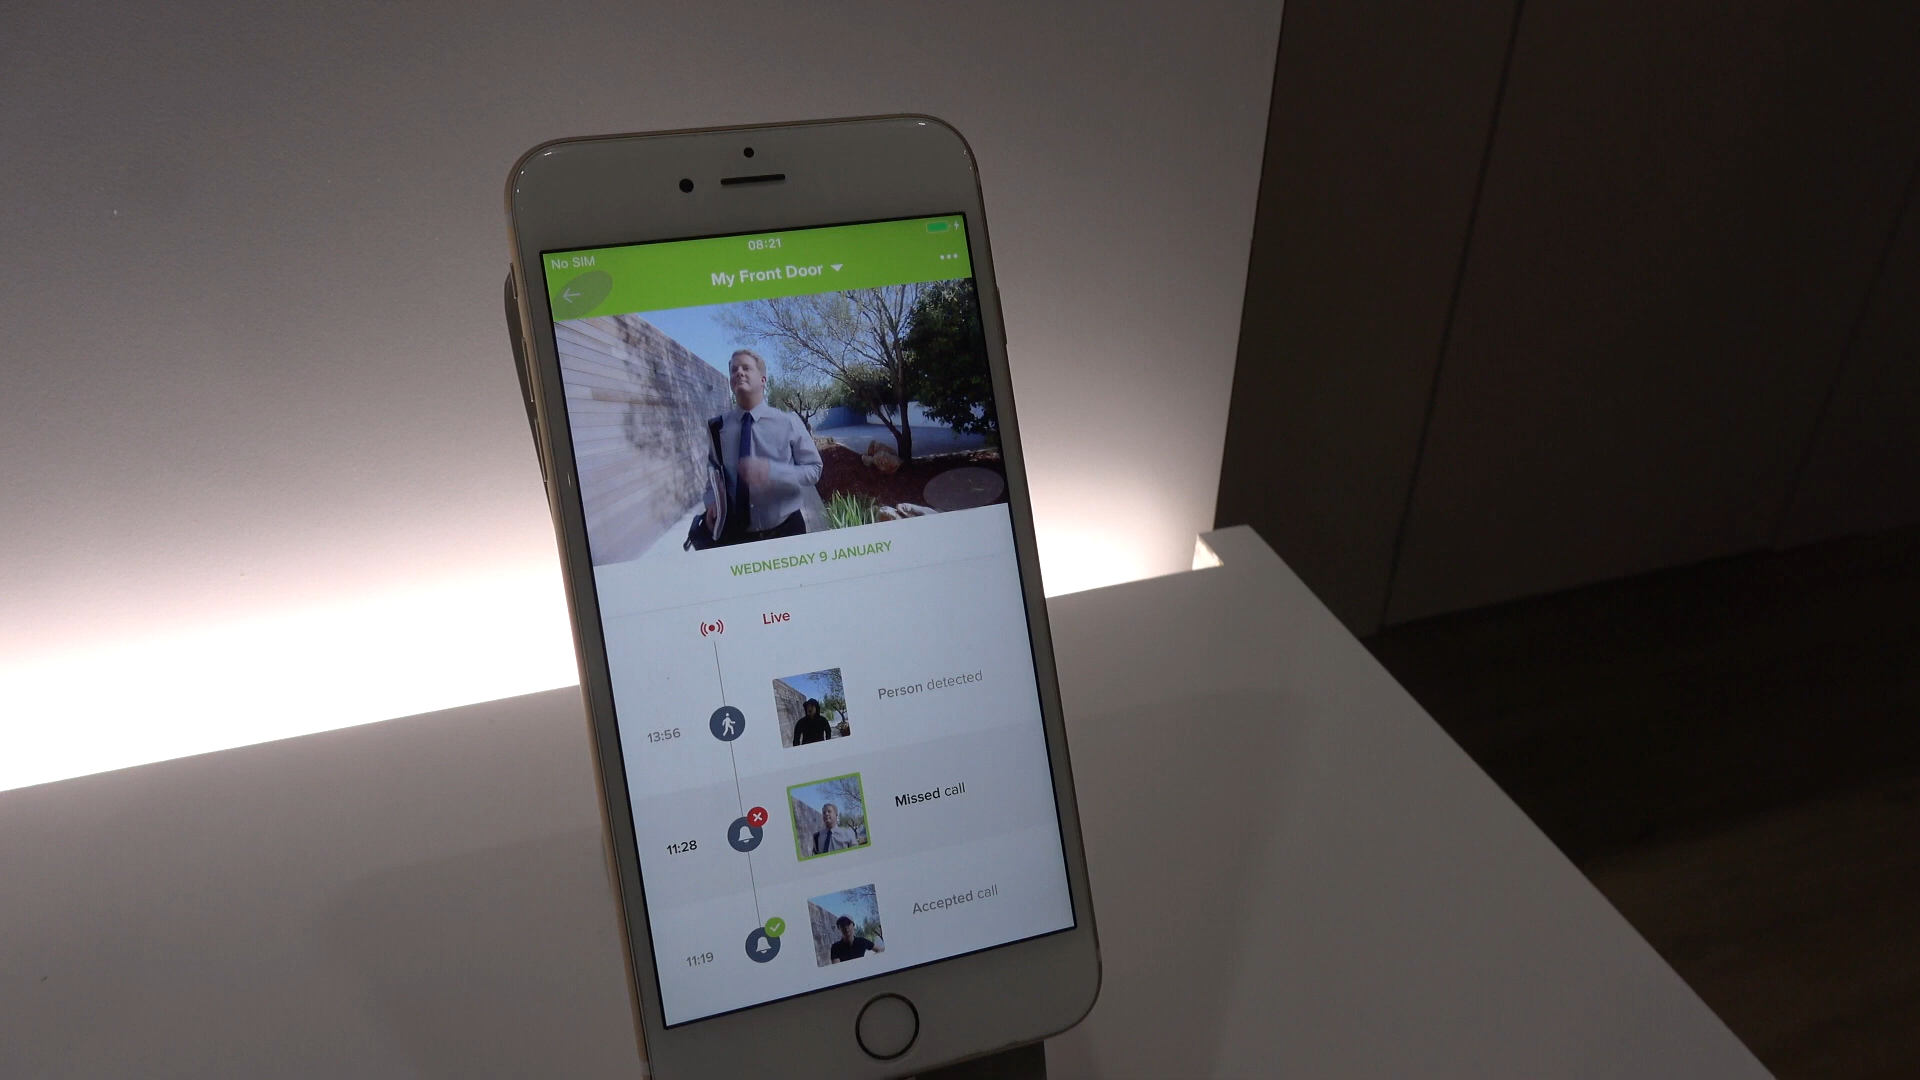 No SIM
08:21
My Front Door
WEDNESDAY 9 JANUARY
Live
13:56
Person detected
11:28
Missed call
11:19
Accepted call